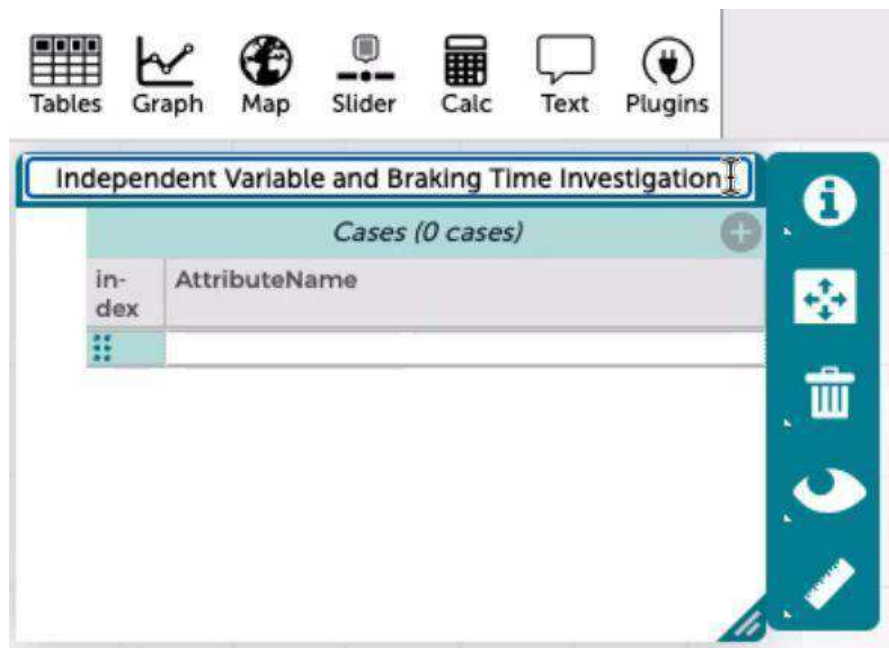 Tables Graph Map Slider Calc Text Plugins
Independent Variable and Braking Time Investigation
Cases (0 cases)
in-
dex
AttributeName